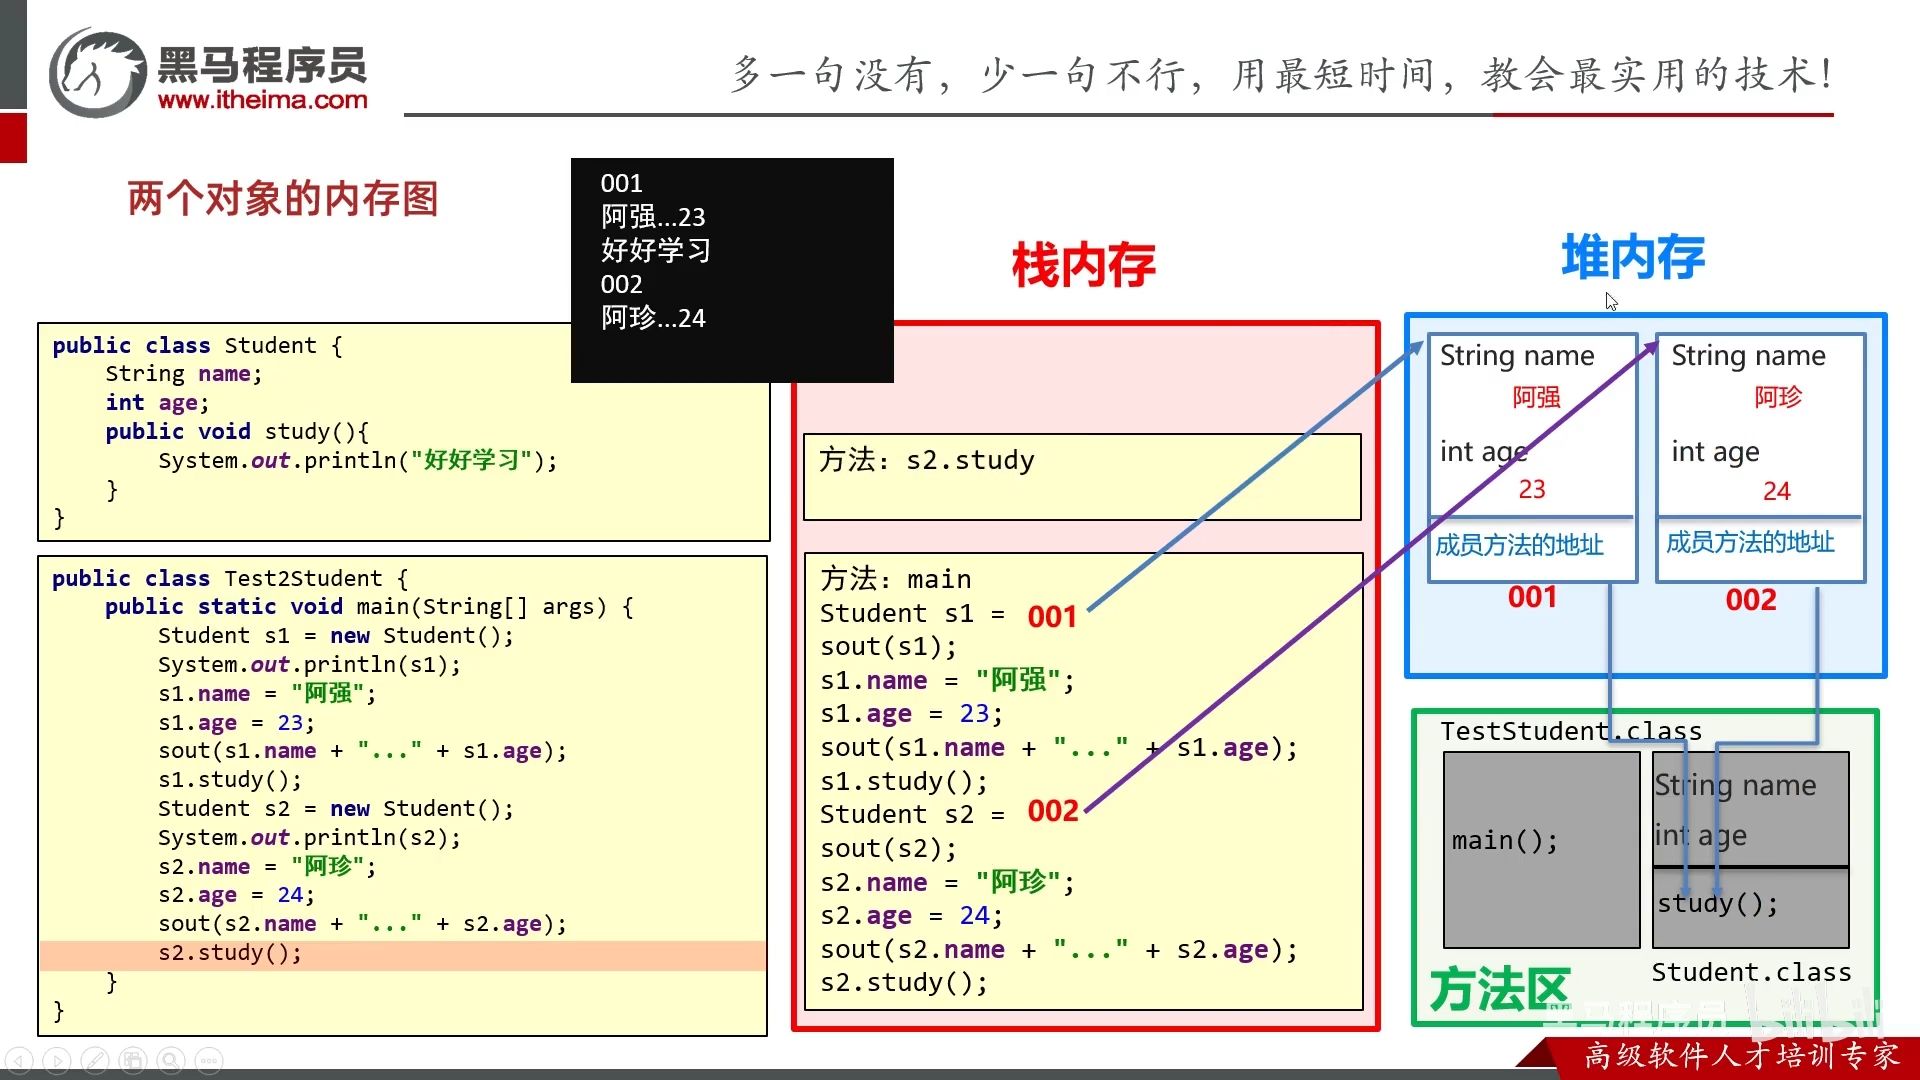 黑马程序员
www.itheima.com
多一句没有，少一句不行，用最短时间，教会最实用的技术！
两个对象的内存图
001
阿强...23
好好学习
002
阿珍...24
public class Student {
String name;
int age;
public void study(){
System.out.println("好好学习");
}
}
public class Test2Student {
public static void main(String[] args) {
Student s1 = new Student();
System.out.println(s1);
s1.name = "阿强";
s1.age = 23;
sout(s1.name + "..." + s1.age);
s1.study();
Student s2 = new Student();
System.out.println(s2);
s2.name = "阿珍";
s2.age = 24;
sout(s2.name + "..." + s2.age);
s2.study();
}
}
栈内存
方法：s2.study
方法：main
Student s1 = 001
sout(s1);
s1.name = "阿强";
s1.age = 23;
sout(s1.name + "..." + s1.age);
s1.study();
Student s2 = 002
sout(s2);
s2.name = "阿珍";
s2.age = 24;
sout(s2.name + "..." + s2.age);
s2.study();
堆内存
String name
阿强
int age
23
成员方法的地址
001
String name
阿珍
int age
24
成员方法的地址
002
TestStudent.class
main();
String name
int age
study();
Student.class
方法区
黑马程序员
bilibili
高级软件人才培训专家